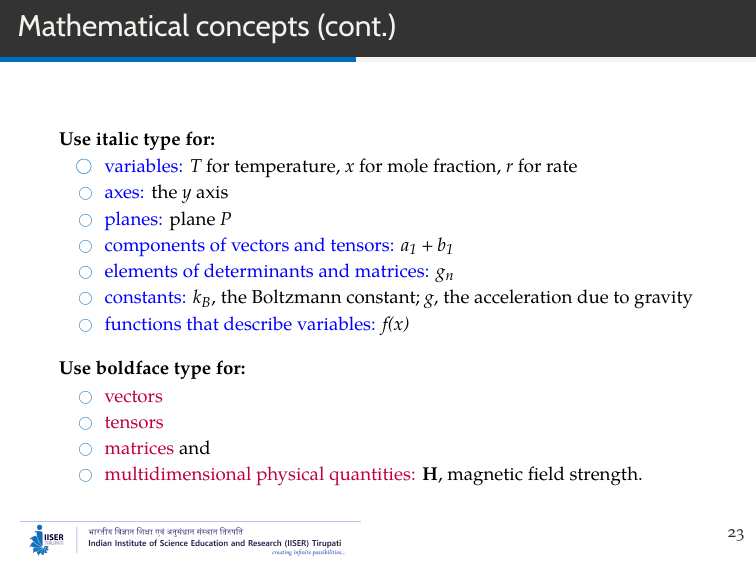 Mathematical concepts (cont.)
Use italic type for:
variables: T for temperature, x for mole fraction, r for rate
axes: the y axis
planes: plane P
components of vectors and tensors: a₁ + b₁
elements of determinants and matrices: gₙ
constants: k_B, the Boltzmann constant; g, the acceleration due to gravity
functions that describe variables: f(x)
Use boldface type for:
vectors
tensors
matrices and
multidimensional physical quantities: H, magnetic field strength.
IISER
TIRUPATI
भारतीय विज्ञान शिक्षा एवं अनुसंधान संस्थान तिरुपति
Indian Institute of Science Education and Research (IISER) Tirupati
creating infinite possibilities...
23